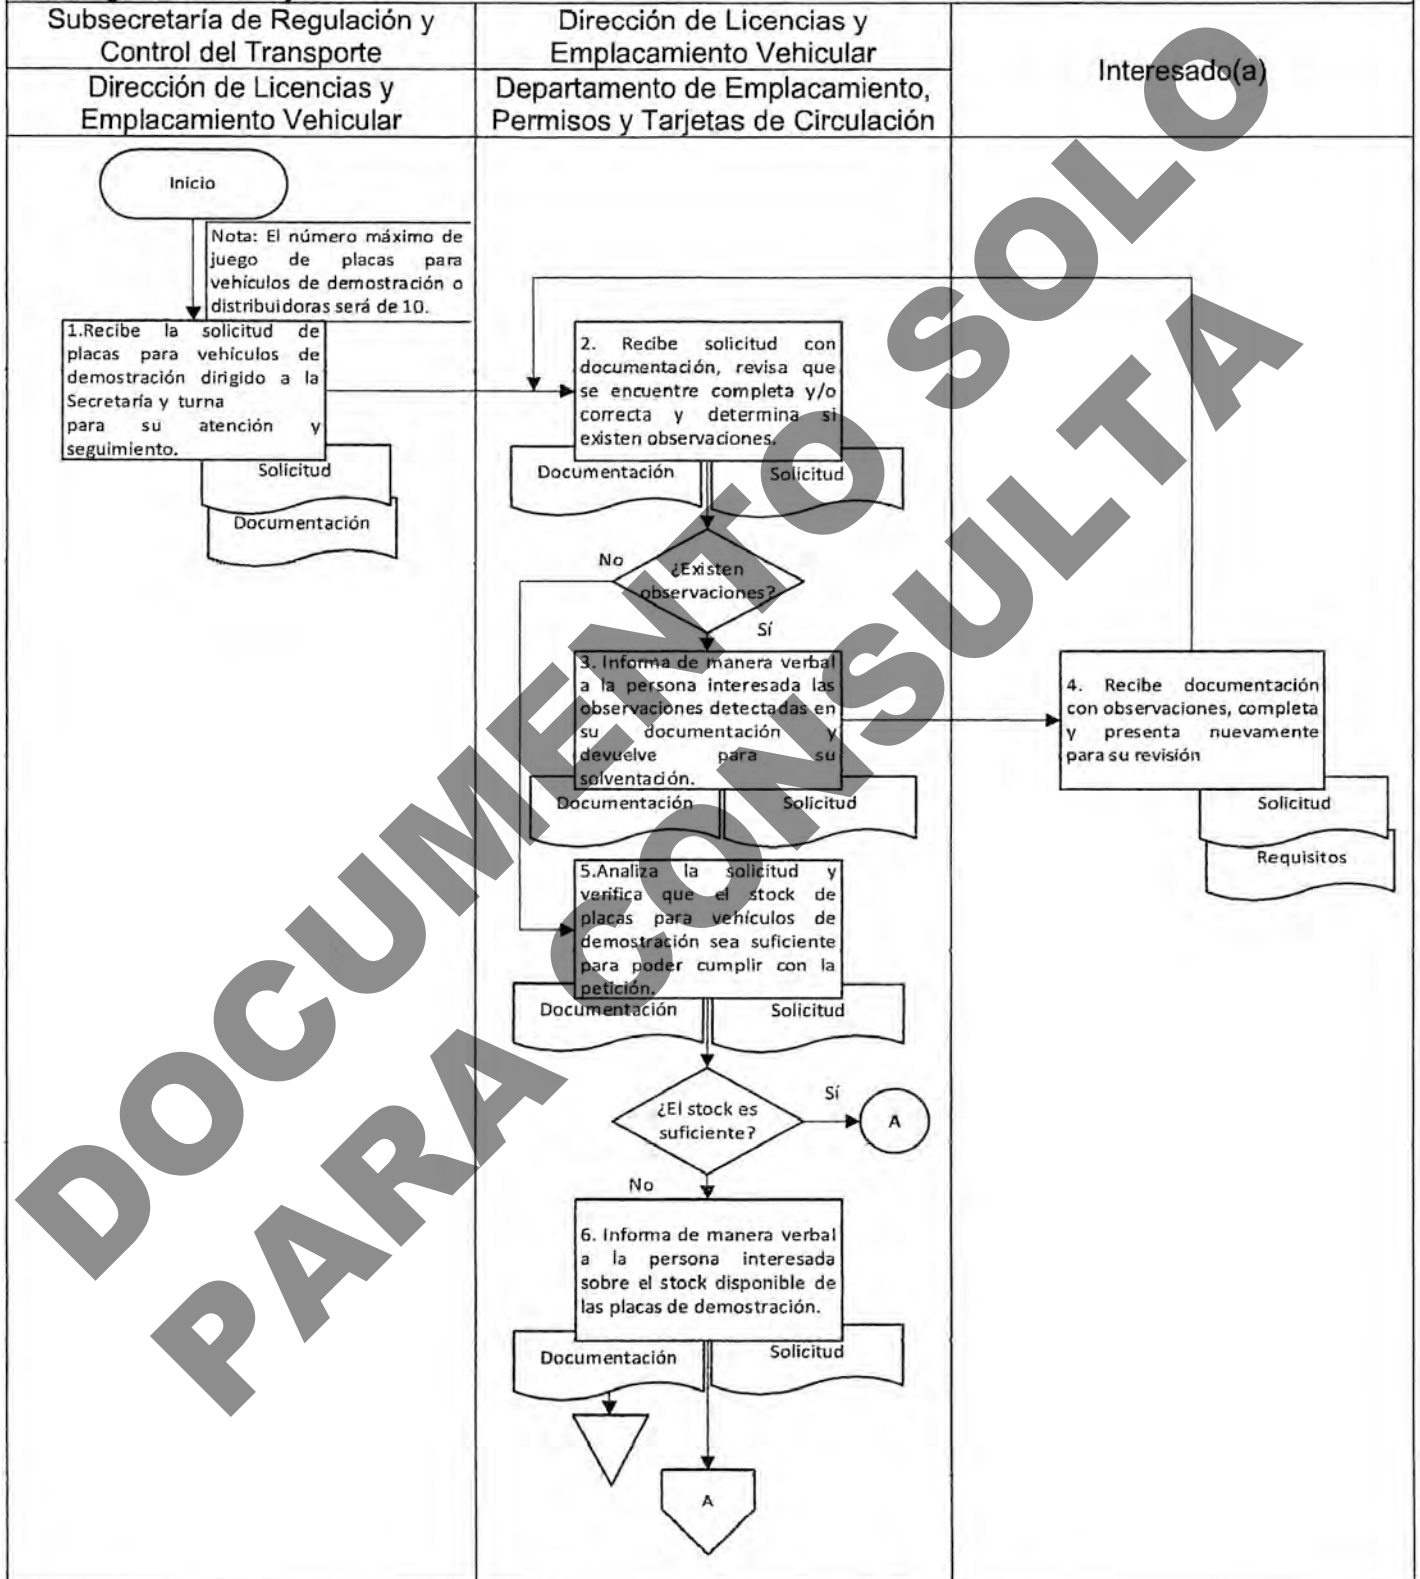 Subsecretaría de Regulación y
Control del Transporte
Dirección de Licencias y
Emplacamiento Vehicular
Dirección de Licencias y
Emplacamiento Vehicular
Departamento de Emplacamiento,
Permisos y Tarjetas de Circulación
Interesado(a)
Inicio
Nota: El número máximo de
juego de placas para
vehículos de demostración o
distribuidoras será de 10.
1.Recibe la solicitud de
placas para vehículos de
demostración dirigido a la
Secretaría y turna
para su atención y
seguimiento.
Solicitud
Documentación
2. Recibe solicitud con
documentación, revisa que
se encuentre completa y/o
correcta y determina si
existen observaciones.
Documentación
Solicitud
No
¿Existen
observaciones?
Sí
3. Informa de manera verbal
a la persona interesada las
observaciones detectadas en
su documentación y
devuelve para su
solventación.
Documentación
Solicitud
4. Recibe documentación
con observaciones, completa
y presenta nuevamente
para su revisión
Solicitud
Requisitos
5.Analiza la solicitud y
verifica que el stock de
placas para vehículos de
demostración sea suficiente
para poder cumplir con la
petición.
Documentación
Solicitud
¿El stock es
suficiente?
Sí
A
No
6. Informa de manera verbal
a la persona interesada
sobre el stock disponible de
las placas de demostración.
Documentación
Solicitud
A
DOCUMENTO SOLO
PARA CONSULTA